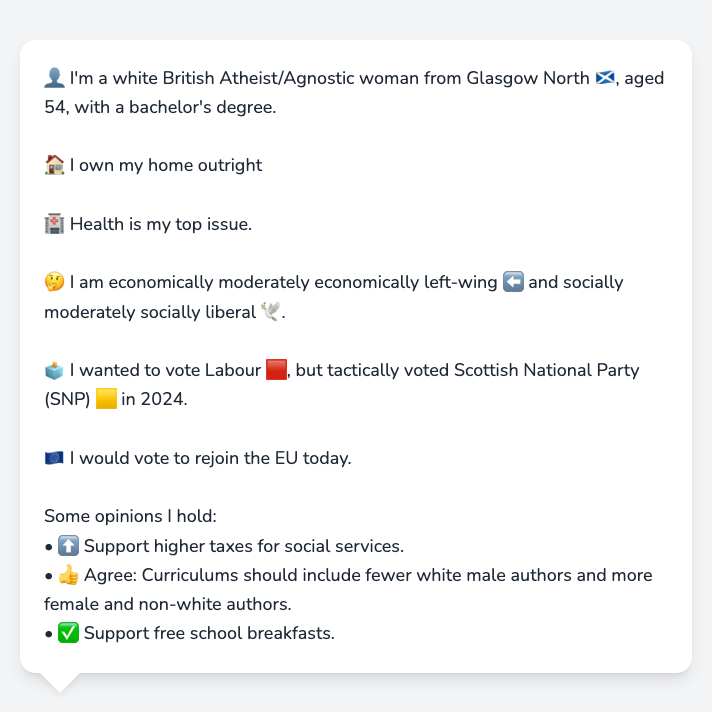 👤 I'm a white British Atheist/Agnostic woman from Glasgow North 🏴󠁧󠁢󠁳󠁣󠁴󠁿, aged
54, with a bachelor's degree.
🏠 I own my home outright
🏥 Health is my top issue.
🤔 I am economically moderately economically left-wing ⬅️ and socially
moderately socially liberal 🕊️.
🗳️ I wanted to vote Labour 🟥, but tactically voted Scottish National Party
(SNP) 🟨 in 2024.
🇪🇺 I would vote to rejoin the EU today.
Some opinions I hold:
• ⬆️ Support higher taxes for social services.
• 👍 Agree: Curriculums should include fewer white male authors and more
female and non-white authors.
• ✅ Support free school breakfasts.